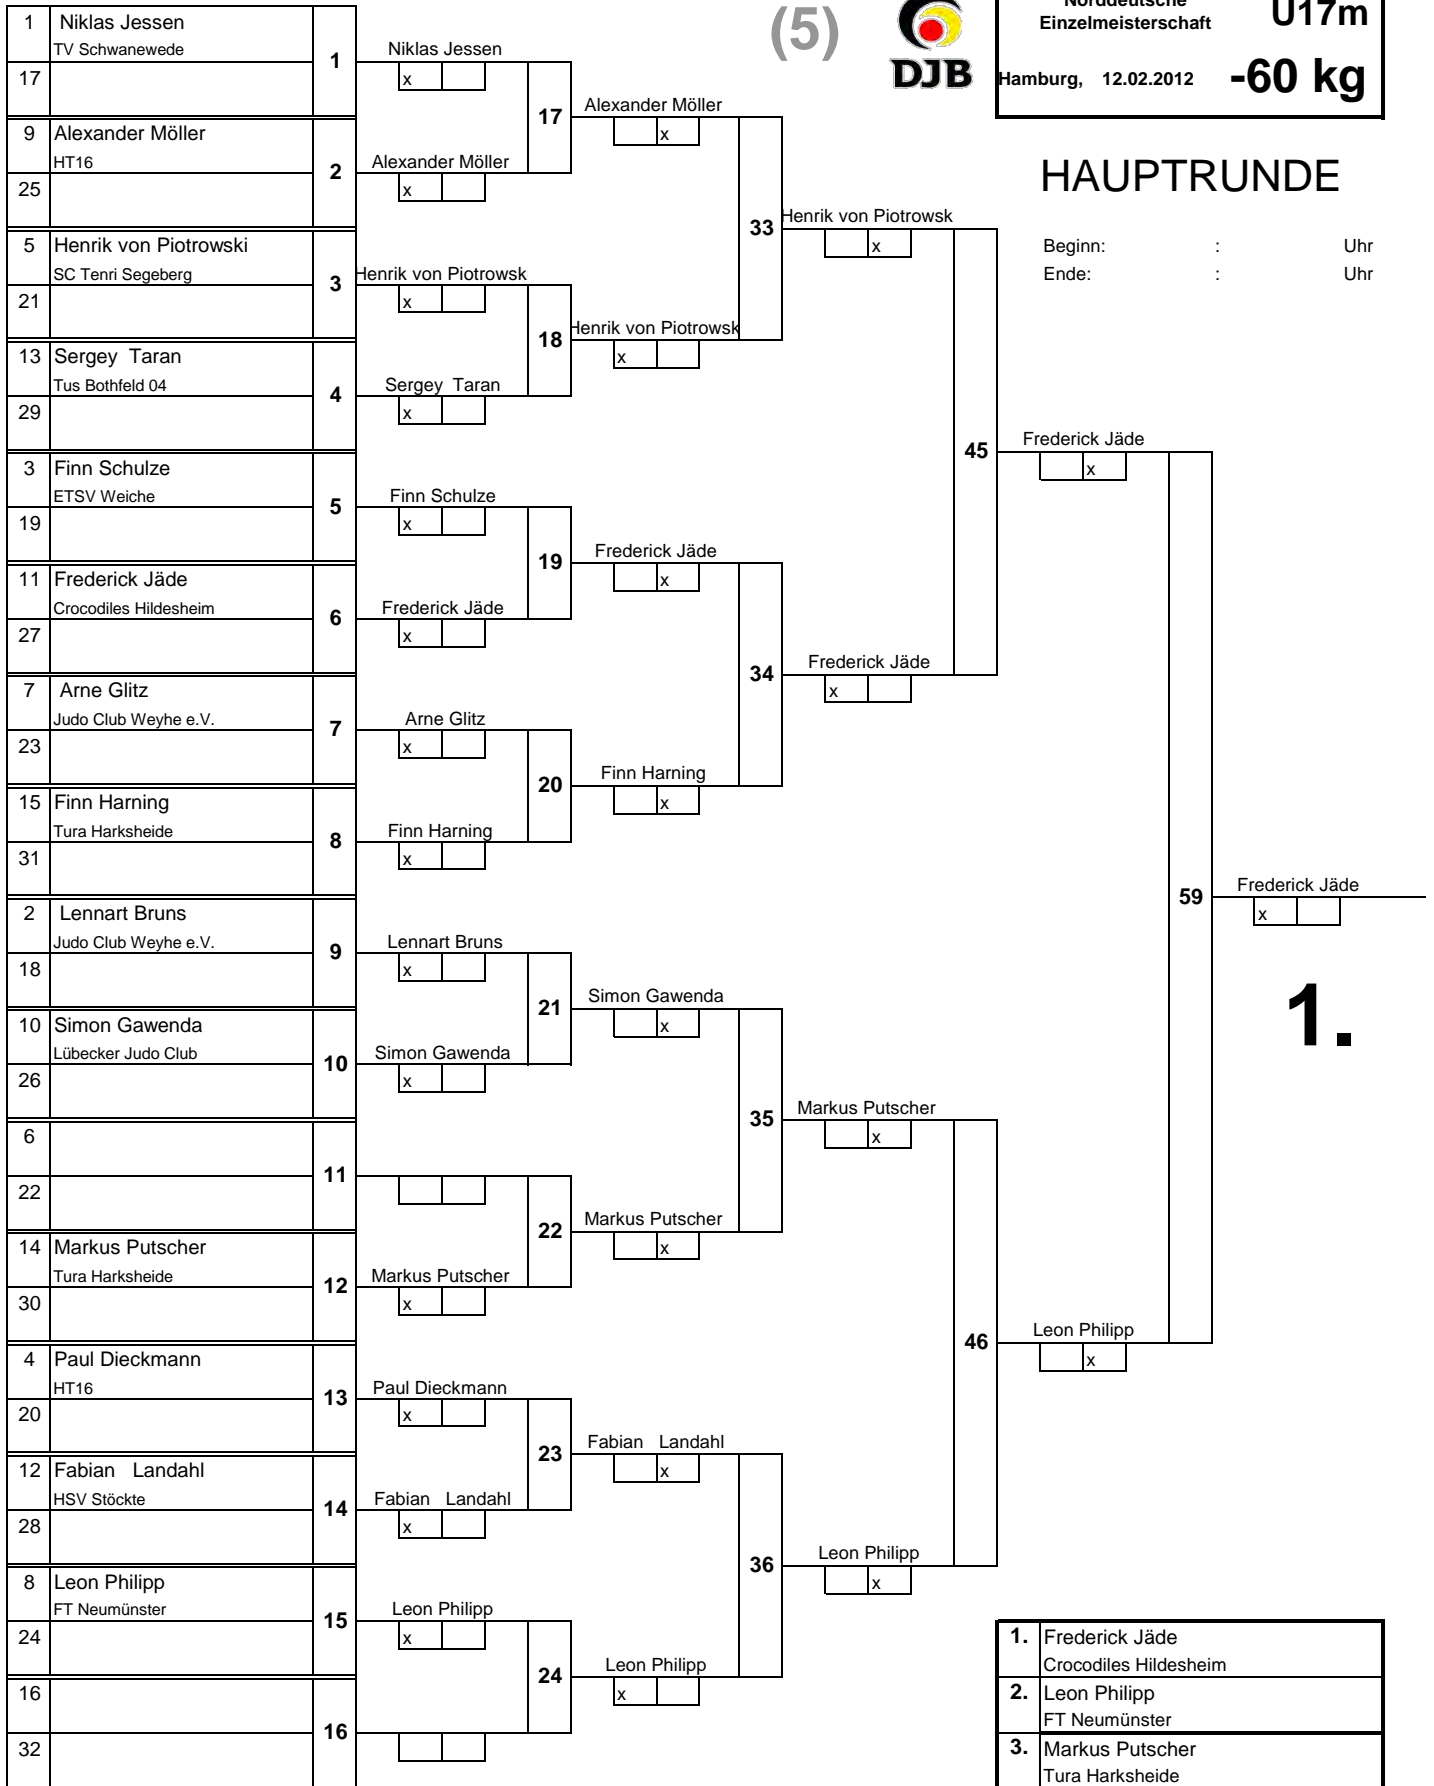 (5)
DJB
Norddeutsche
Einzelmeisterschaft
U17m
Hamburg, 12.02.2012
-60 kg
HAUPTRUNDE
Beginn: : Uhr
Ende: : Uhr
1 Niklas Jessen
TV Schwanewede
17
1
9 Alexander Möller
HT16
25
2
5 Henrik von Piotrowski
SC Tenri Segeberg
21
3
13 Sergey Taran
Tus Bothfeld 04
29
4
3 Finn Schulze
ETSV Weiche
19
5
11 Frederick Jäde
Crocodiles Hildesheim
27
6
7 Arne Glitz
Judo Club Weyhe e.V.
23
7
15 Finn Harning
Tura Harksheide
31
8
2 Lennart Bruns
Judo Club Weyhe e.V.
18
9
10 Simon Gawenda
Lübecker Judo Club
26
10
6
22
11
14 Markus Putscher
Tura Harksheide
30
12
4 Paul Dieckmann
HT16
20
13
12 Fabian Landahl
HSV Stöckte
28
14
8 Leon Philipp
FT Neumünster
24
15
16
32
16
Niklas Jessen
x
17
Alexander Möller
x
Henrik von Piotrowsk
x
18
Sergey Taran
x
Finn Schulze
x
19
Frederick Jäde
x
Arne Glitz
x
20
Finn Harning
x
Lennart Bruns
x
21
Simon Gawenda
x
22
Markus Putscher
x
Paul Dieckmann
x
23
Fabian Landahl
x
Leon Philipp
x
24
Alexander Möller
x
33
Henrik von Piotrowsk
x
Frederick Jäde
x
34
Finn Harning
x
Simon Gawenda
x
35
Markus Putscher
x
Fabian Landahl
x
36
Leon Philipp
x
Henrik von Piotrowsk
x
45
Frederick Jäde
x
Markus Putscher
x
46
Leon Philipp
x
Frederick Jäde
x
59
Leon Philipp
x
Frederick Jäde
x
1.
1. Frederick Jäde
Crocodiles Hildesheim
2. Leon Philipp
FT Neumünster
3. Markus Putscher
Tura Harksheide